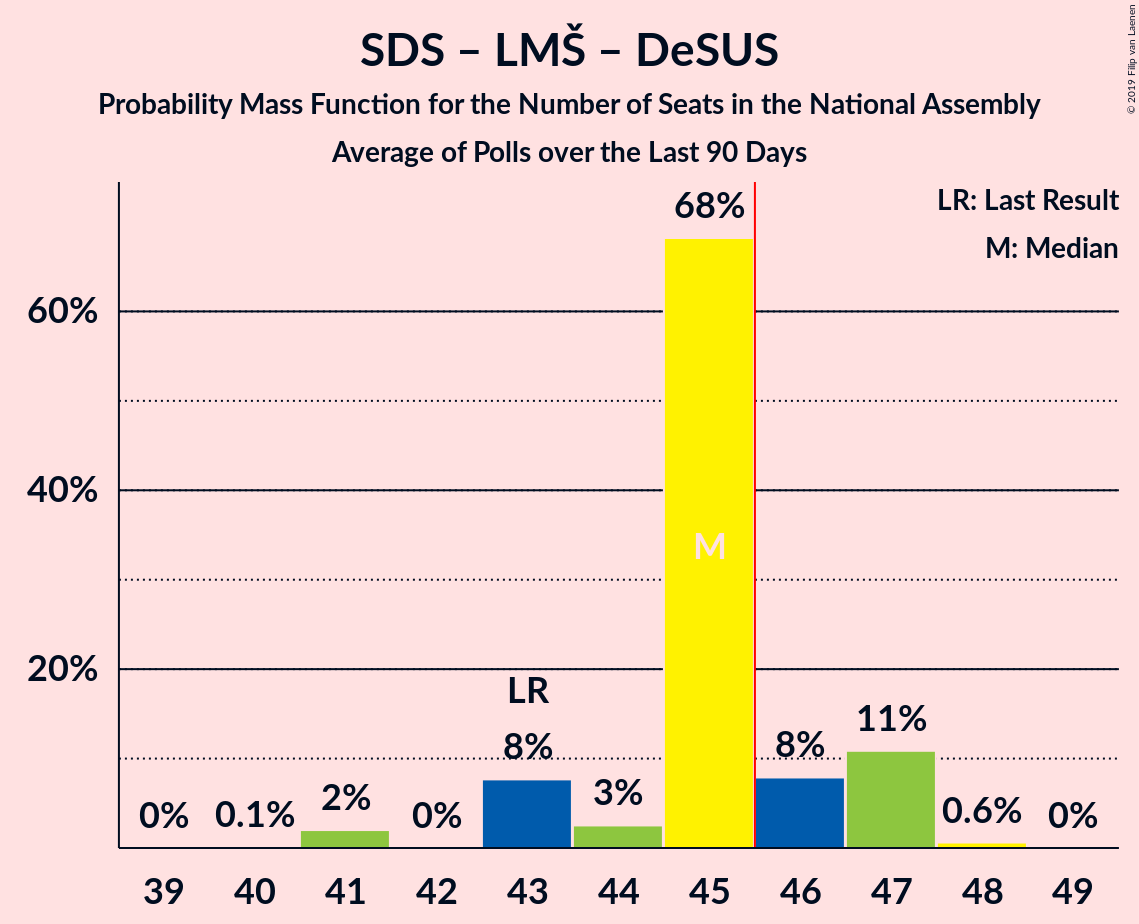 SDS – LMŠ – DeSUS
Probability Mass Function for the Number of Seats in the National Assembly
Average of Polls over the Last 90 Days
© 2019 Filip van Laenen
LR: Last Result
M: Median
60%
40%
20%
0%
0.1%
2%
0%
LR
8%
3%
68%
M
8%
11%
0.6%
0%
39 40 41 42 43 44 45 46 47 48 49